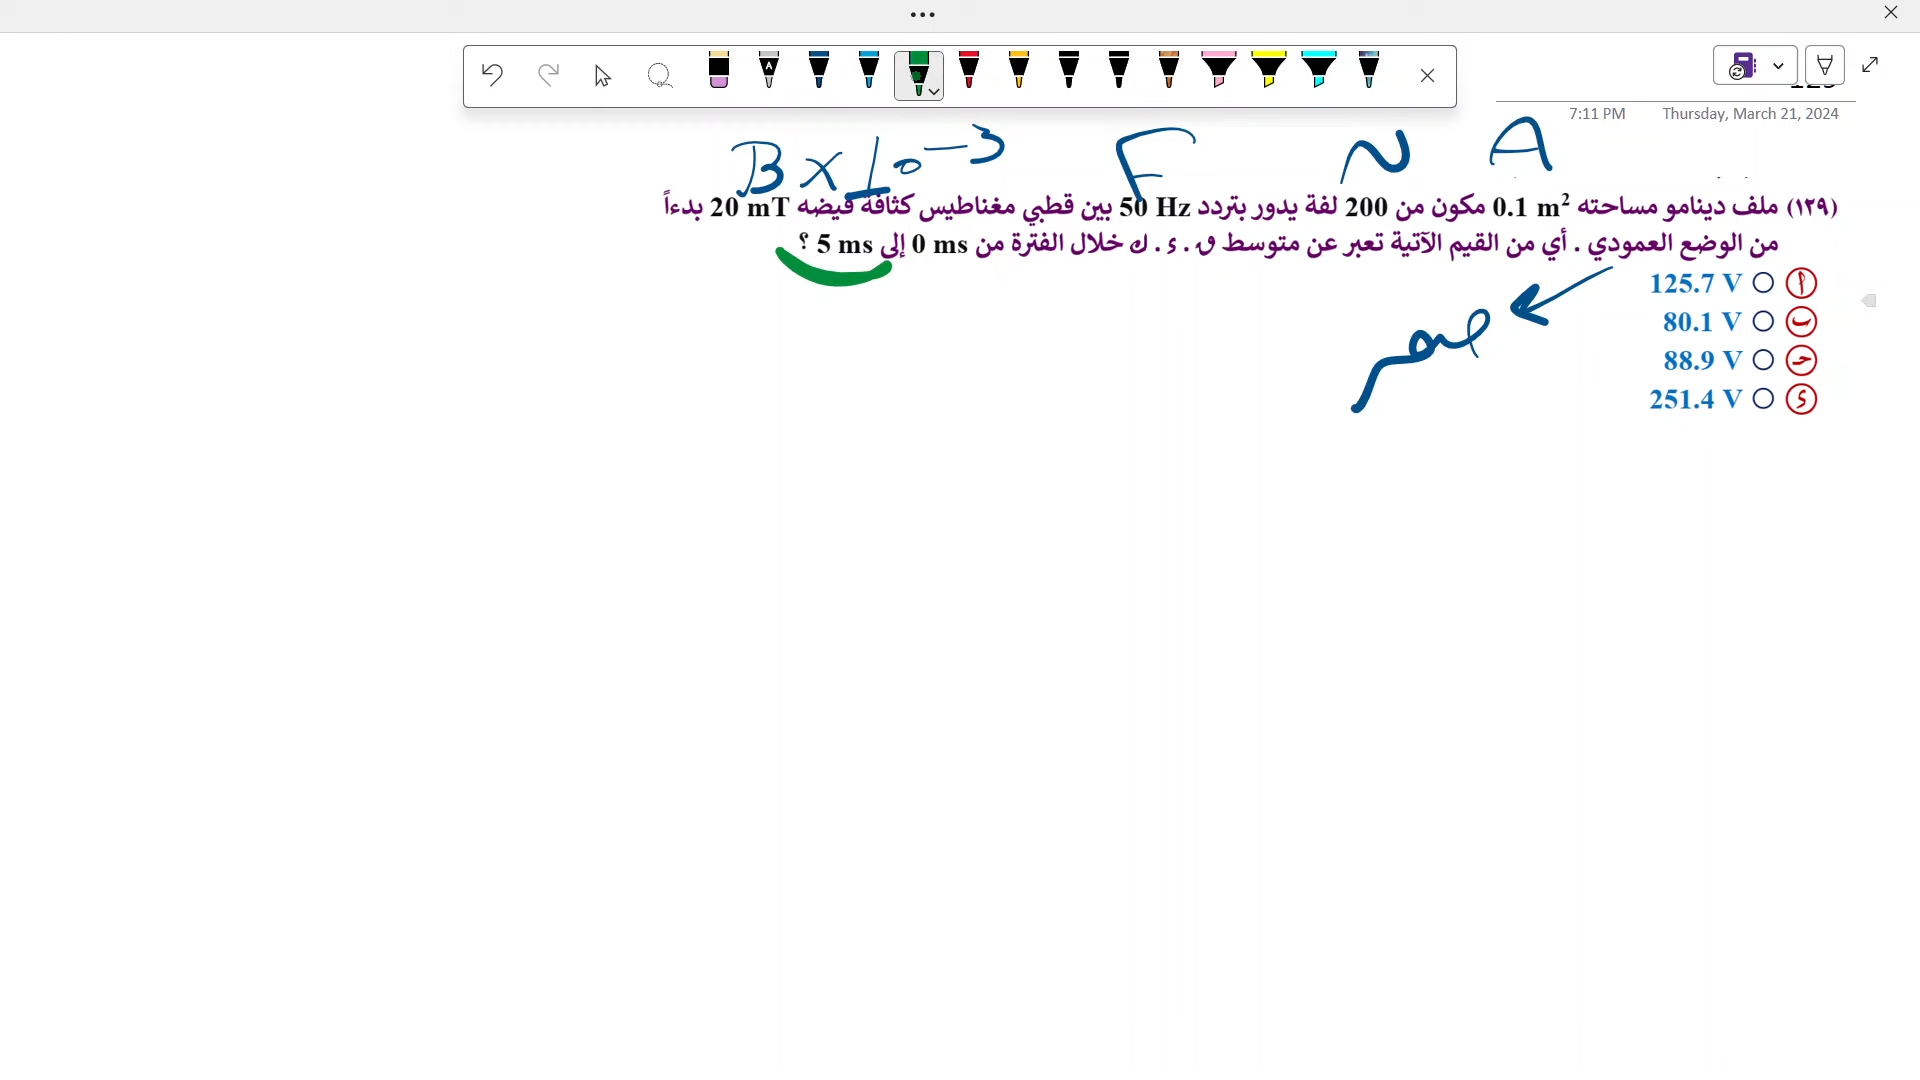 7:11 PM Thursday, March 21, 2024
B × 10⁻³ F N A
(١٢٩) ملف دينامو مساحته 0.1 m² مكون من 200 لفة يدور بتردد 50 Hz بين قطبي مغناطيس كثافة فيضه 20 mT بدءاً
من الوضع العمودي . أي من القيم الآتية تعبر عن متوسط ق . ء . ك خلال الفترة من 0 ms إلى 5 ms ؟
أ 125.7 V
ب 80.1 V
حـ 88.9 V
ء 251.4 V